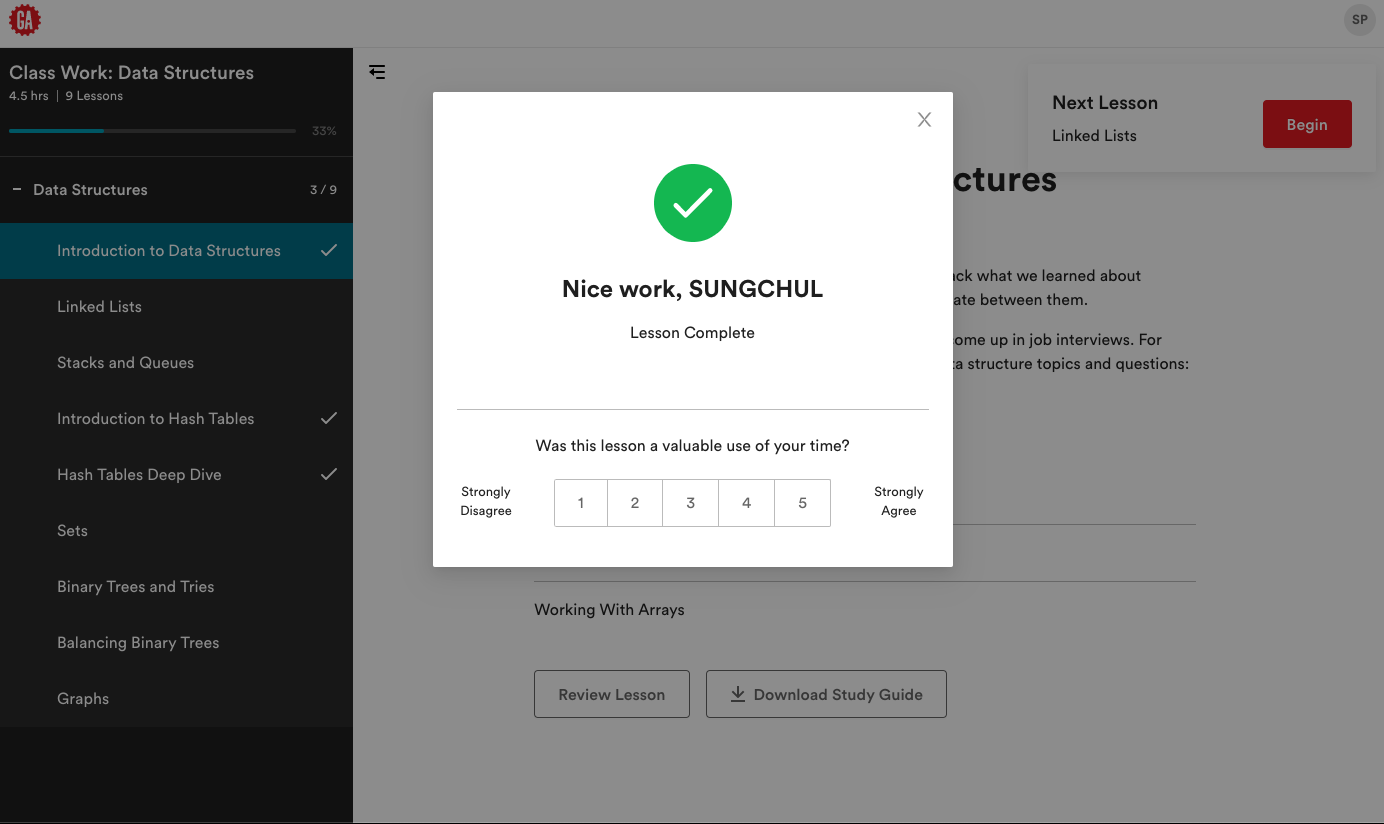 GA
SP
Class Work: Data Structures
4.5 hrs | 9 Lessons
33%
Data Structures 3 / 9
Introduction to Data Structures
Linked Lists
Stacks and Queues
Introduction to Hash Tables
Hash Tables Deep Dive
Sets
Binary Trees and Tries
Balancing Binary Trees
Graphs
Next Lesson
Linked Lists
Begin
ctures
ck what we learned about
ate between them.
ome up in job interviews. For
a structure topics and questions:
X
Nice work, SUNGCHUL
Lesson Complete
Was this lesson a valuable use of your time?
Strongly
Disagree
1 2 3 4 5
Strongly
Agree
Working With Arrays
Review Lesson
Download Study Guide